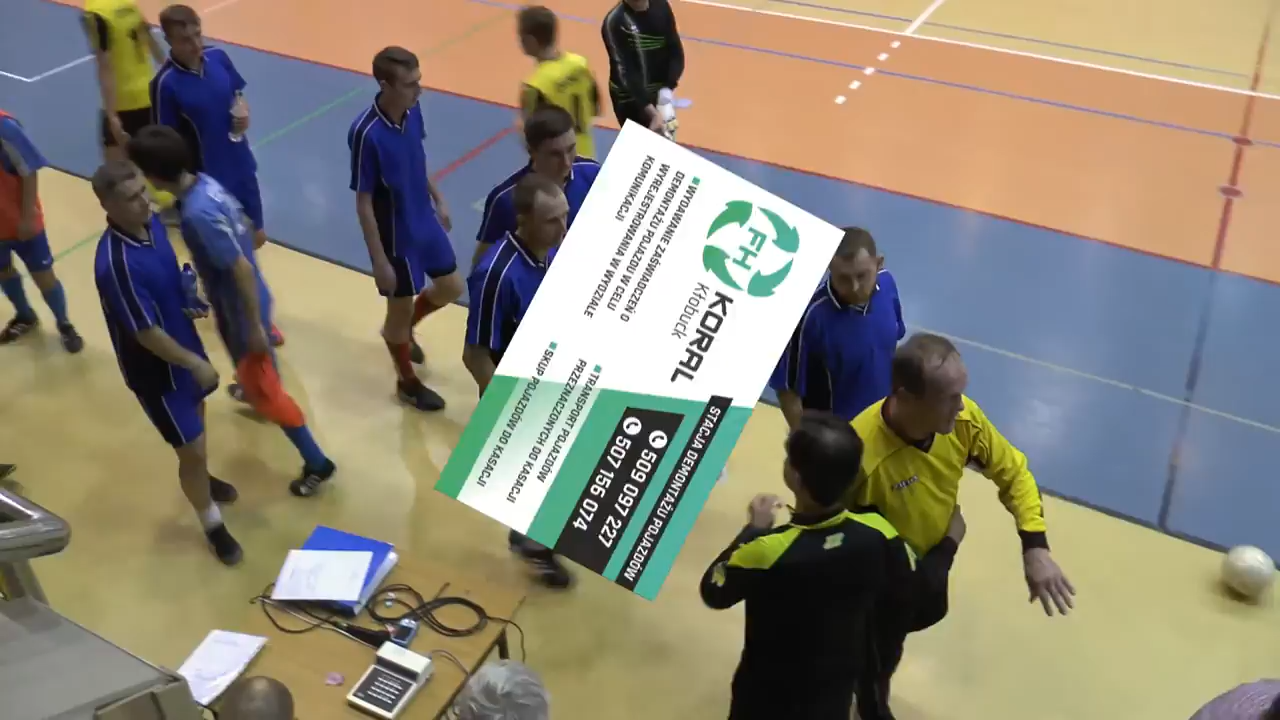 FH
KORAL
Kłobuck
WYDAWANIE ZAŚWIADCZEŃ O
DEMONTAŻU POJAZDU W CELU
WYREJESTROWANIA W WYDZIALE
KOMUNIKACJI
TRANSPORT POJAZDÓW
PRZEZNACZONYCH DO KASACJI
SKUP POJAZDÓW DO KASACJI
STACJA DEMONTAŻU POJAZDÓW
509 097 227
507 156 074